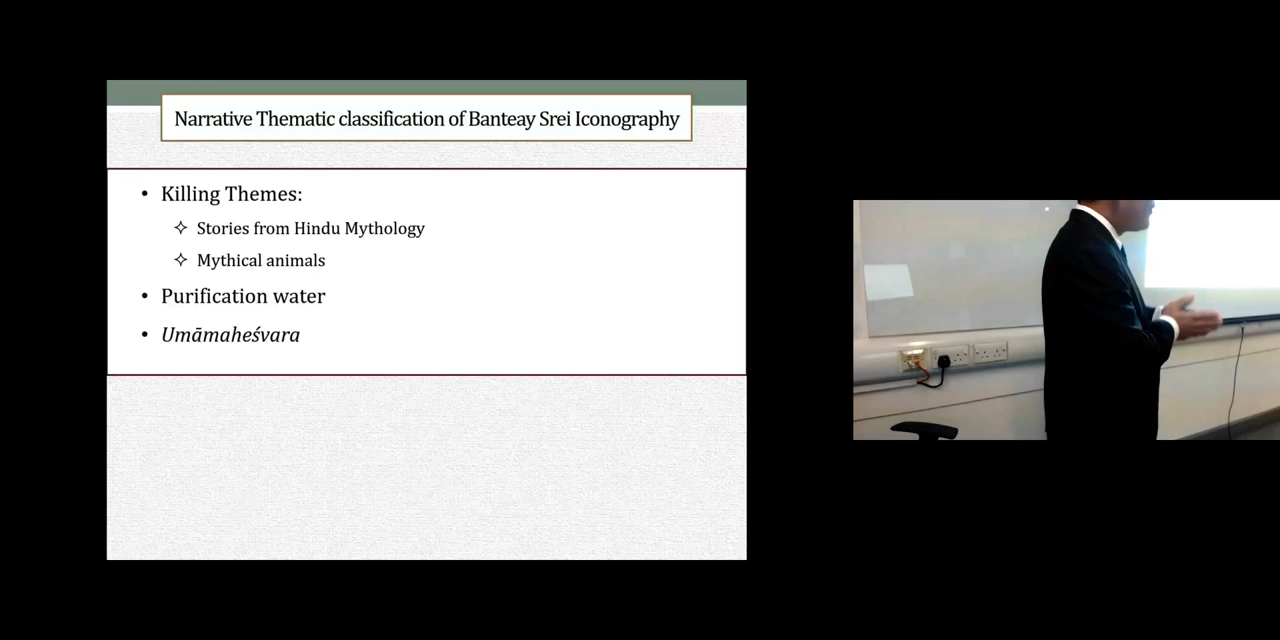 Narrative Thematic classification of Banteay Srei Iconography
• Killing Themes:
✧ Stories from Hindu Mythology
✧ Mythical animals
• Purification water
• Umāmaheśvara